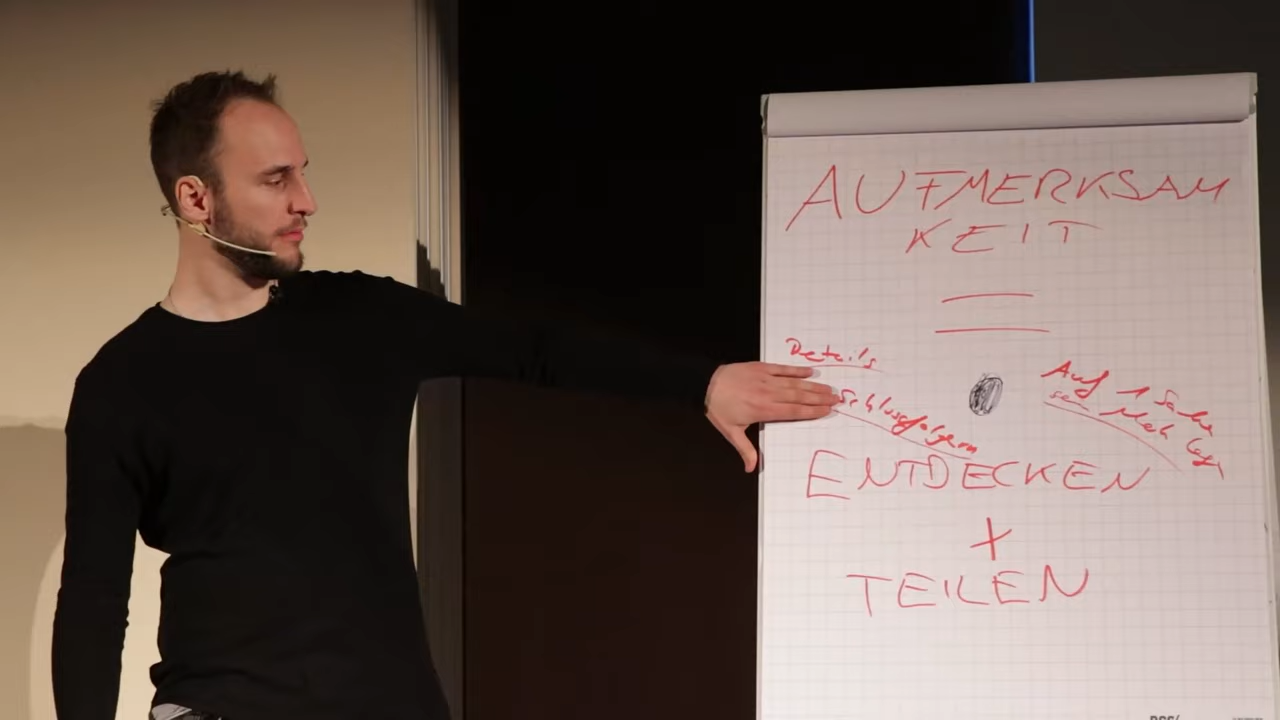 AUFMERKSAM
KEIT
=
Details
Schlussfolgern
Auf 1 Sache
ENTDECKEN
+
TEILEN